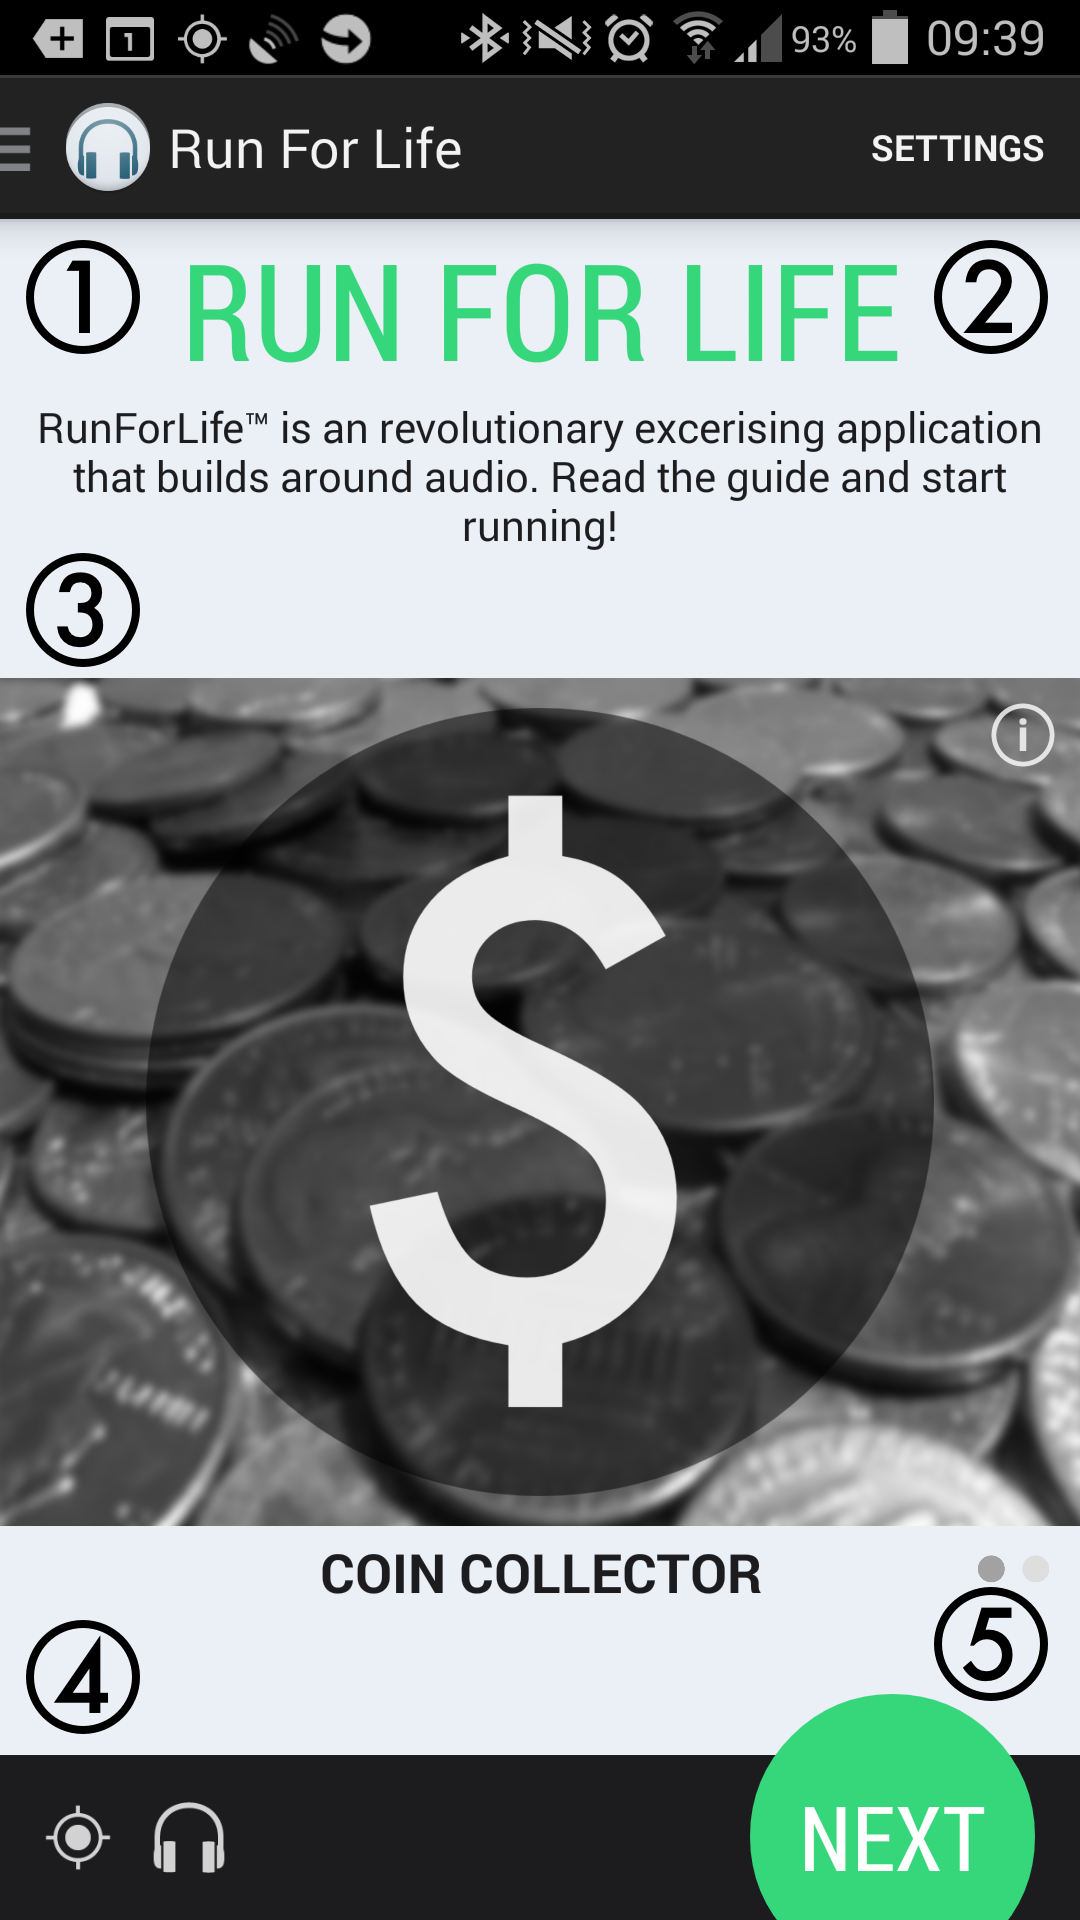 1 93% 09:39
Run For Life SETTINGS
1 RUN FOR LIFE 2
RunForLife™ is an revolutionary excerising application
that builds around audio. Read the guide and start
running!
3
i
$
COIN COLLECTOR
4 5
NEXT